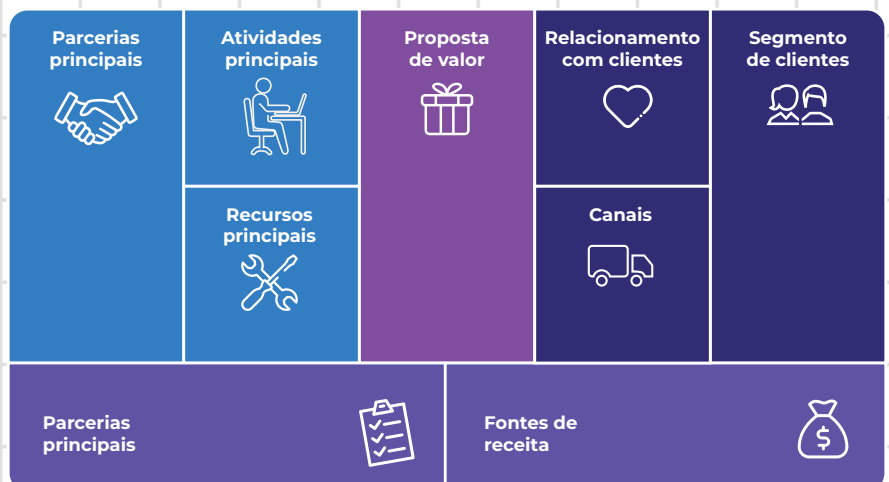 Parcerias
principais
Atividades
principais
Proposta
de valor
Relacionamento
com clientes
Segmento
de clientes
Recursos
principais
Canais
Parcerias
principais
Fontes de
receita
$